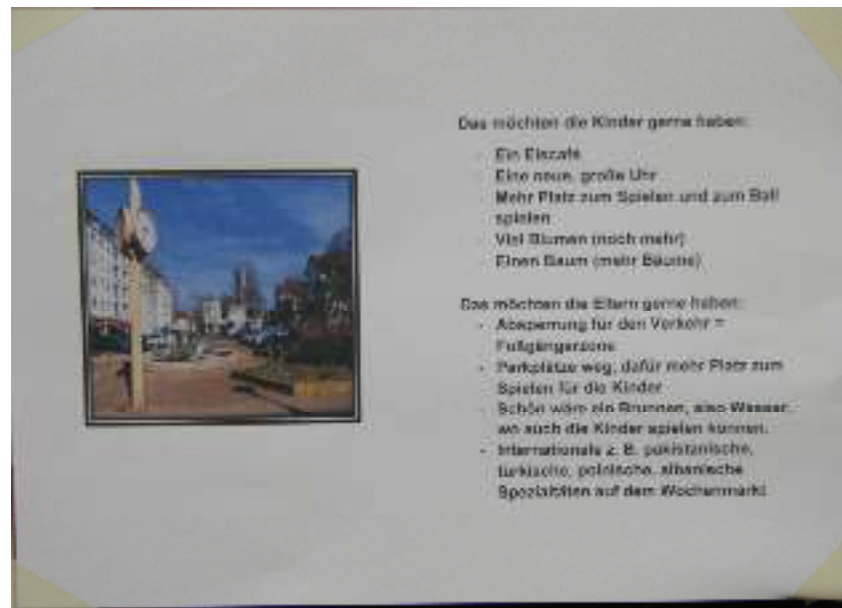 Das möchten die Kinder gerne haben:
- Ein Eiscafe
- Eine neue, große Uhr
- Mehr Platz zum Spielen und zum Ball
spielen
- Viel Blumen (noch mehr)
- Einen Baum (mehr Bäume)
Das möchten die Eltern gerne haben:
- Absperrung für den Verkehr =
Fußgängerzone
- Parkplätze weg, dafür mehr Platz zum
Spielen für die Kinder
- Schön wäre ein Brunnen, also Wasser,
wo auch die Kinder spielen können.
- Internationale z. B. pakistanische,
türkische, polnische, albanische
Spezialitäten auf dem Wochenmarkt